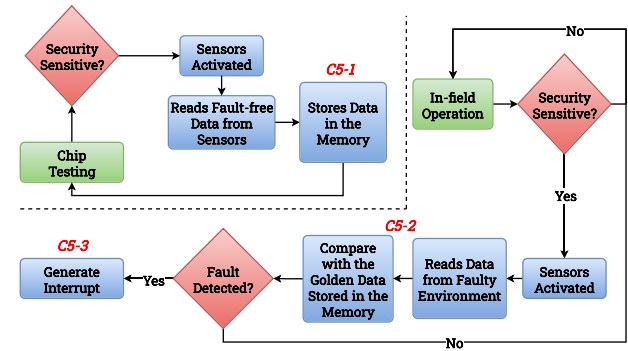 Security
Sensitive?
Sensors
Activated
C5-1
Reads Fault-free
Data from
Sensors
Stores Data
in the
Memory
Chip
Testing
No
In-field
Operation
Security
Sensitive?
Yes
C5-2
C5-3
Generate
Interrupt
Yes
Fault
Detected?
Compare
with the
Golden Data
Stored in the
Memory
Reads Data
from Faulty
Environment
Sensors
Activated
No